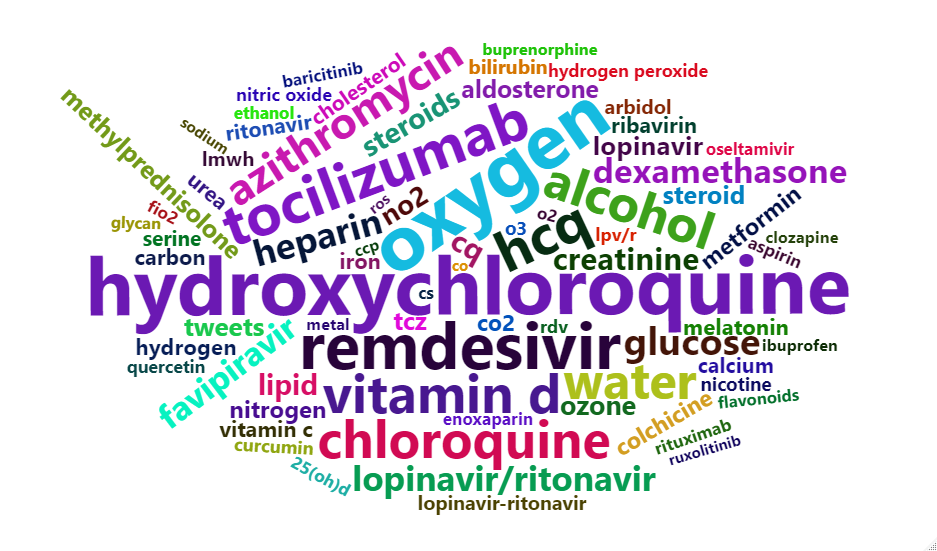 buprenorphine
bilirubin
hydrogen peroxide
baricitinib
cholesterol
azithromycin
nitric oxide
aldosterone
ethanol
ritonavir
steroids
arbidol
ribavirin
methylprednisolone
sodium
lmwh
tocilizumab
oxygen
lopinavir
oseltamivir
urea
dexamethasone
alcohol
steroid
glycan
fio2
ros
no2
heparin
hcq
o2
o3
lpv/r
metformin
clozapine
aspirin
serine
carbon
ccp
iron
cq
co
creatinine
hydroxychloroquine
cs
tweets
favipiravir
metal
tcz
co2
rdv
melatonin
hydrogen
remdesivir
glucose
ibuprofen
quercetin
lipid
vitamin d
water
calcium
nicotine
flavonoids
nitrogen
enoxaparin
ozone
colchicine
vitamin c
chloroquine
rituximab
ruxolitinib
curcumin
25(oh)d
lopinavir/ritonavir
lopinavir-ritonavir